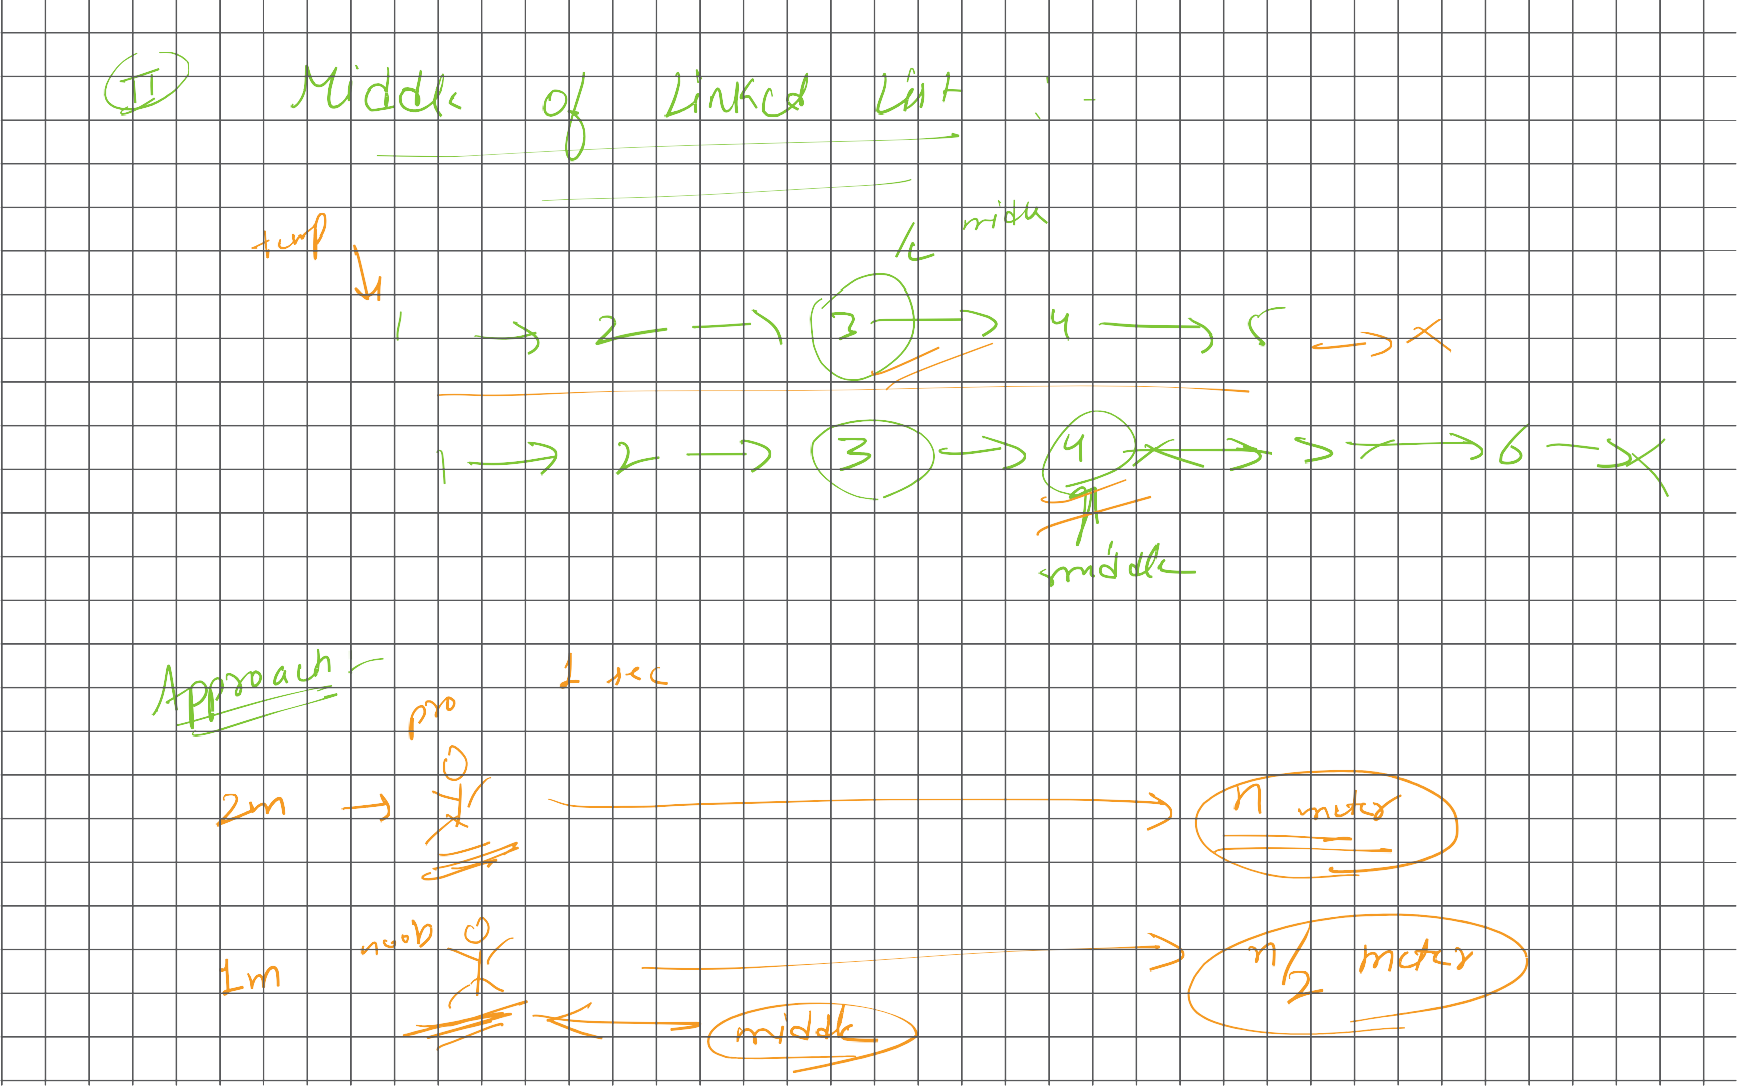 II Middle of Linked List :-
temp
middle
1 → 2 → 3 → 4 → 5 → X
1 → 2 → 3 → 4 → 5 → 6 → X
middle
Approach -
1 sec
pro
2m → → n meter
noob
1m → n/2 meter
← middle